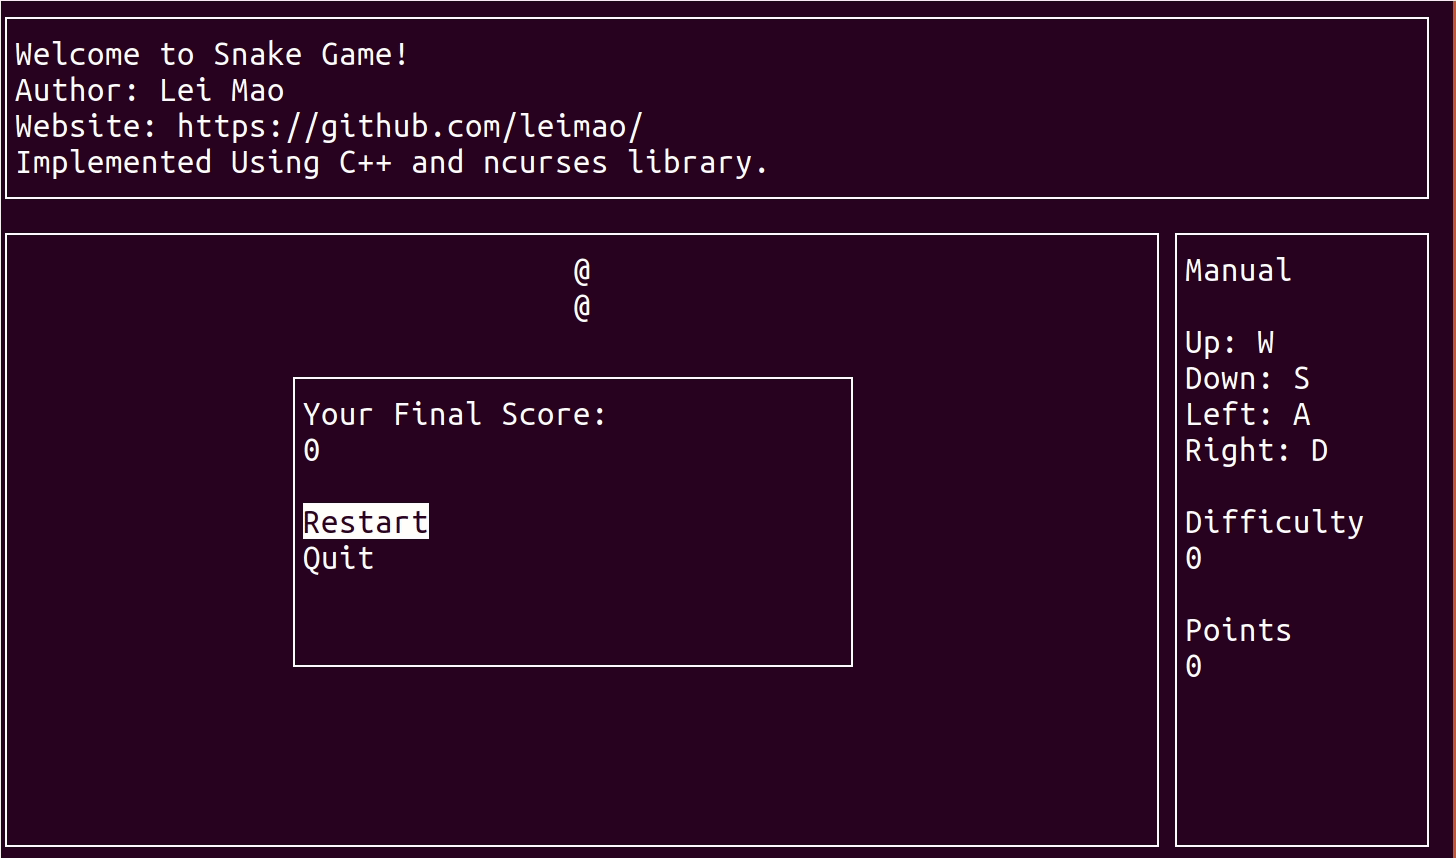 Welcome to Snake Game!
Author: Lei Mao
Website: https://github.com/leimao/
Implemented Using C++ and ncurses library.
@
@
Your Final Score:
0
Restart
Quit
Manual
Up: W
Down: S
Left: A
Right: D
Difficulty
0
Points
0